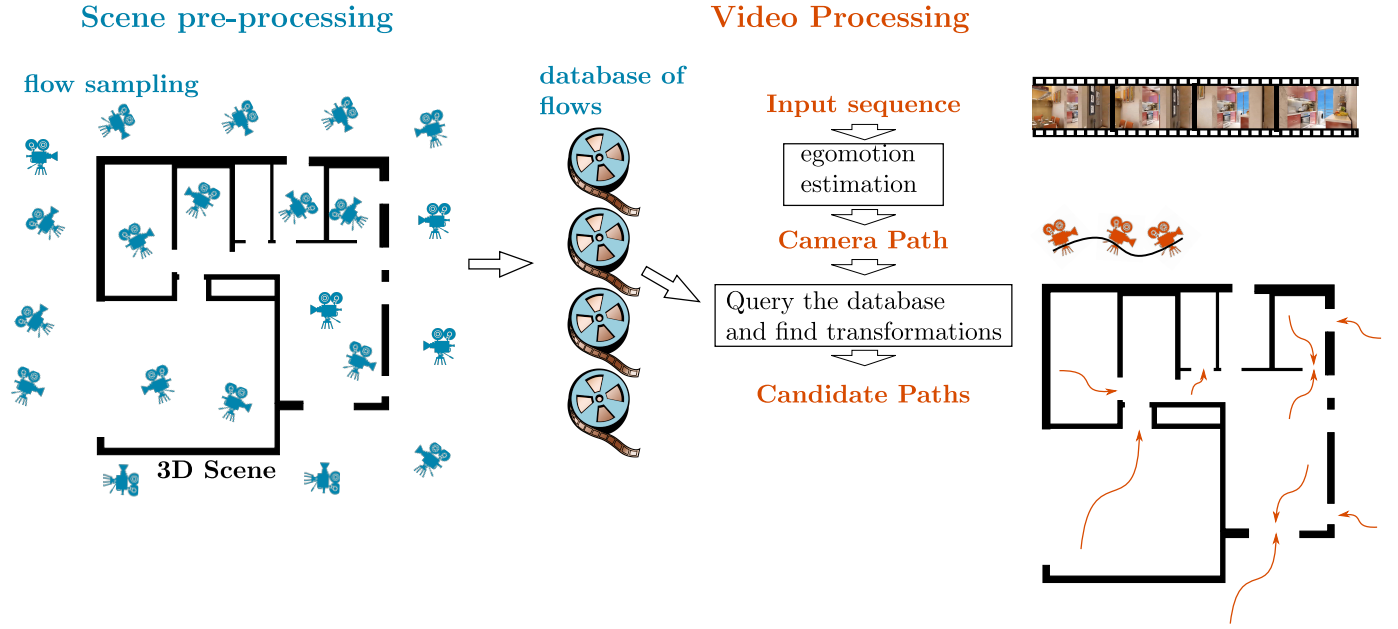 Scene pre-processing
Video Processing
flow sampling
database of
flows
3D Scene
Input sequence
egomotion
estimation
Camera Path
Query the database
and find transformations
Candidate Paths